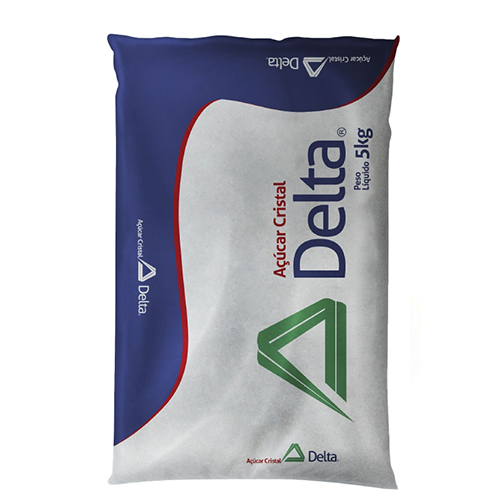 Açúcar Cristal
Delta
Açúcar Cristal
Delta®
Peso
Líquido 5kg
Açúcar Cristal
Delta
Açúcar Cristal
Delta